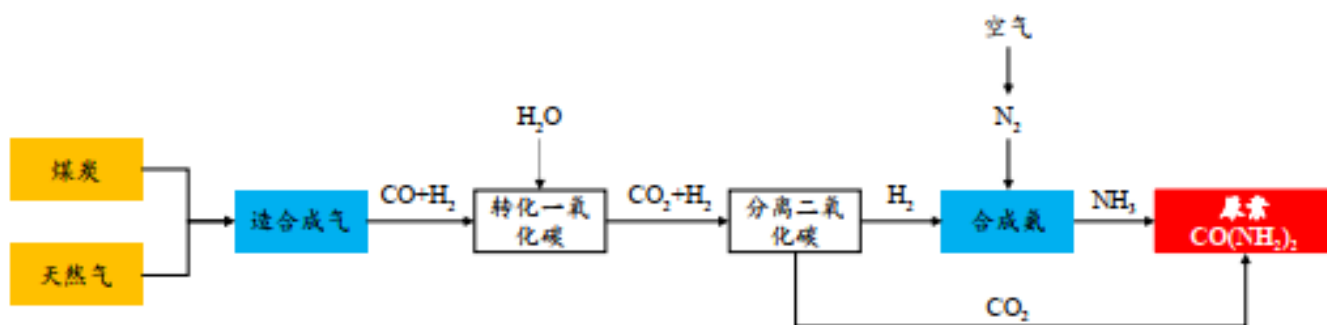 空气
H₂O
N₂
煤炭
CO+H₂
CO₂+H₂
H₂
NH₃
造合成气
转化一氧
化碳
分离二氧
化碳
合成氨
尿素
CO(NH₂)₂
天然气
CO₂